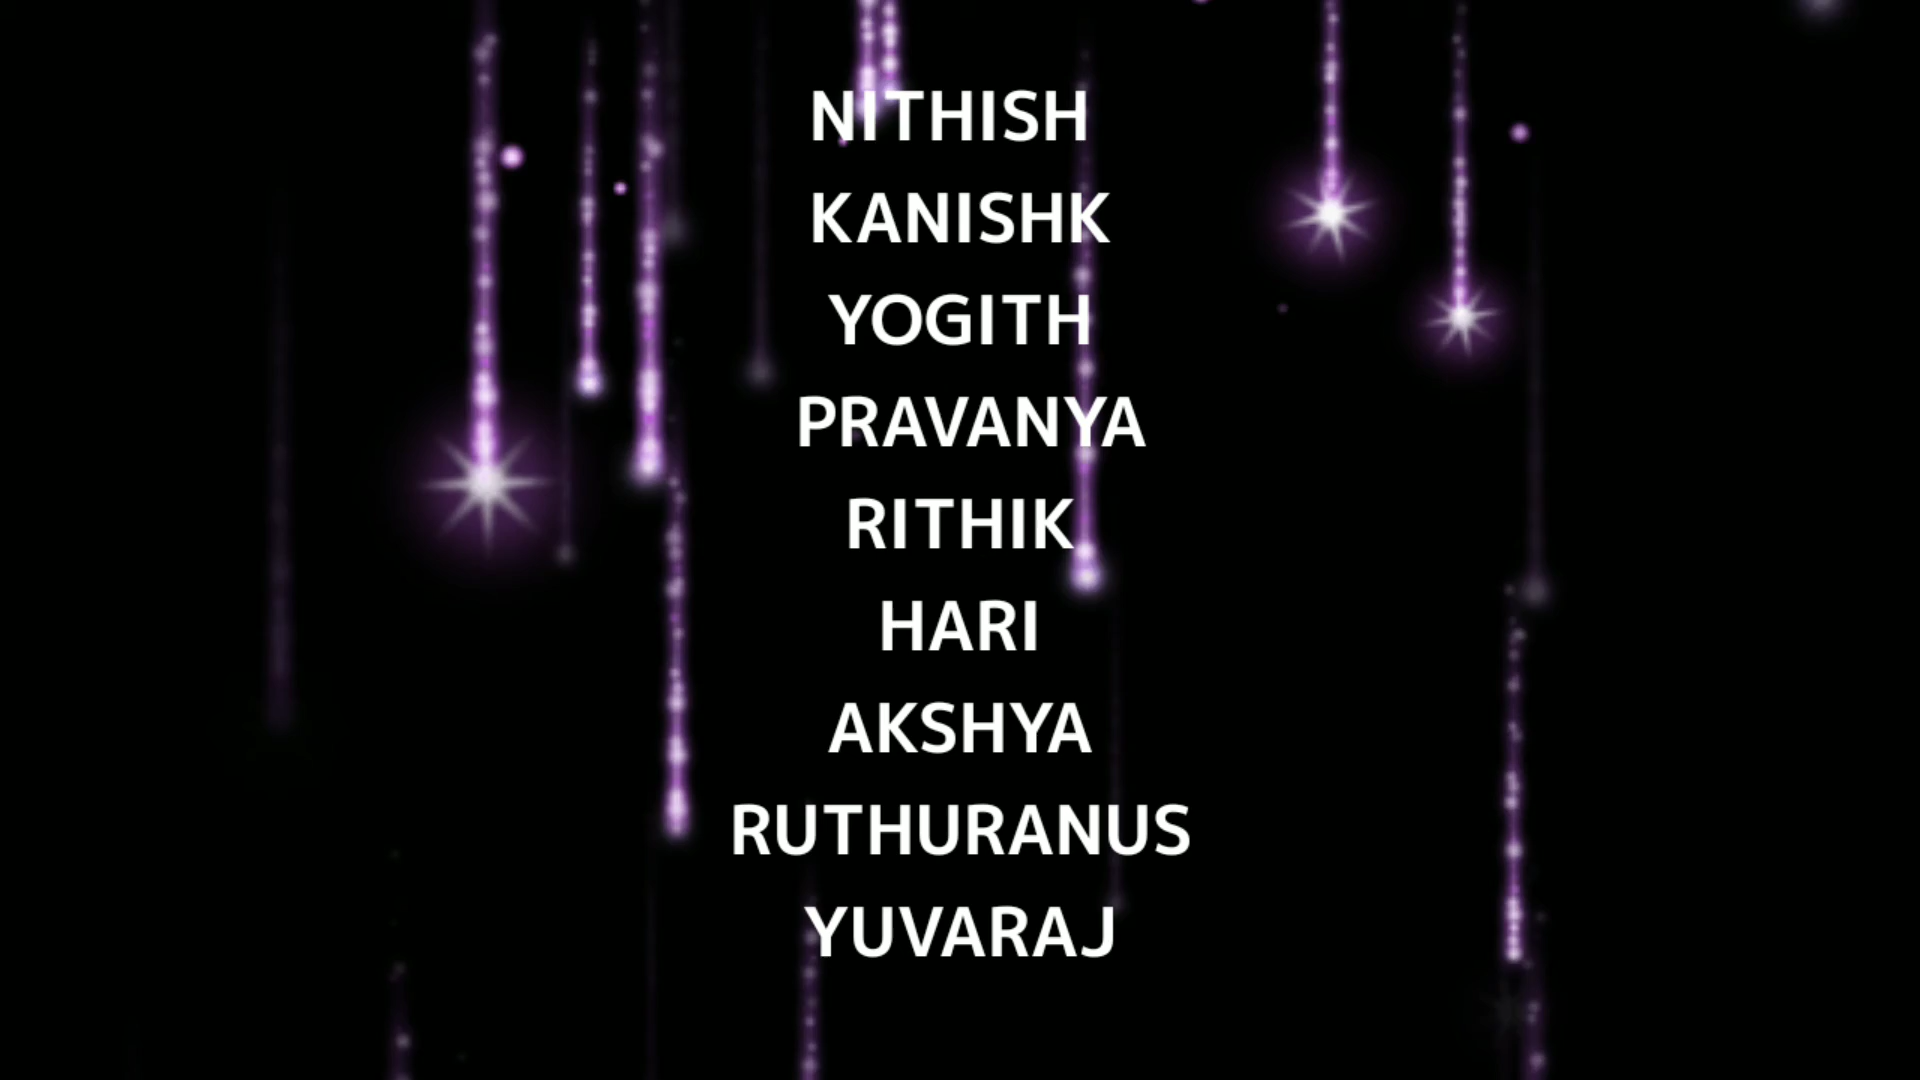 NITHISH
KANISHK
YOGITH
PRAVANYA
RITHIK
HARI
AKSHYA
RUTHURANUS
YUVARAJ